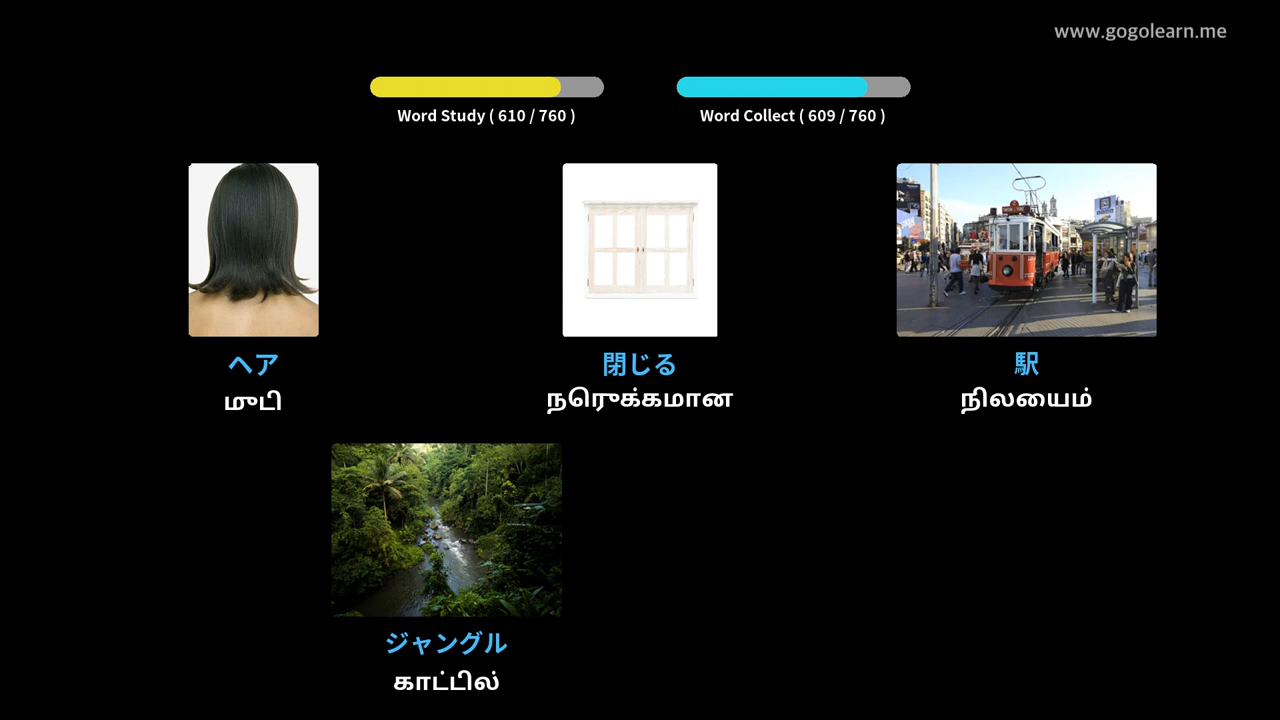 www.gogolearn.me
Word Study ( 610 / 760 )
Word Collect ( 609 / 760 )
ヘア
முடி
閉じる
நெருக்கமான
駅
நிலையம்
ジャングル
காட்டில்